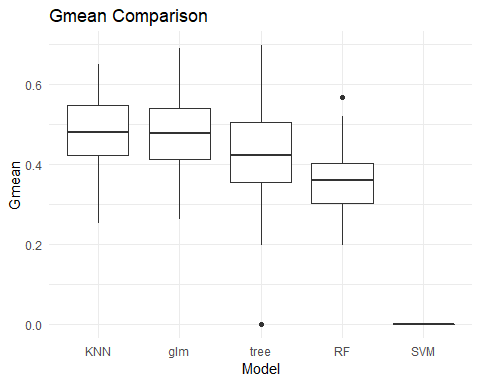 Gmean Comparison
Gmean
0.6
0.4
0.2
0.0
KNN glm tree RF SVM
Model